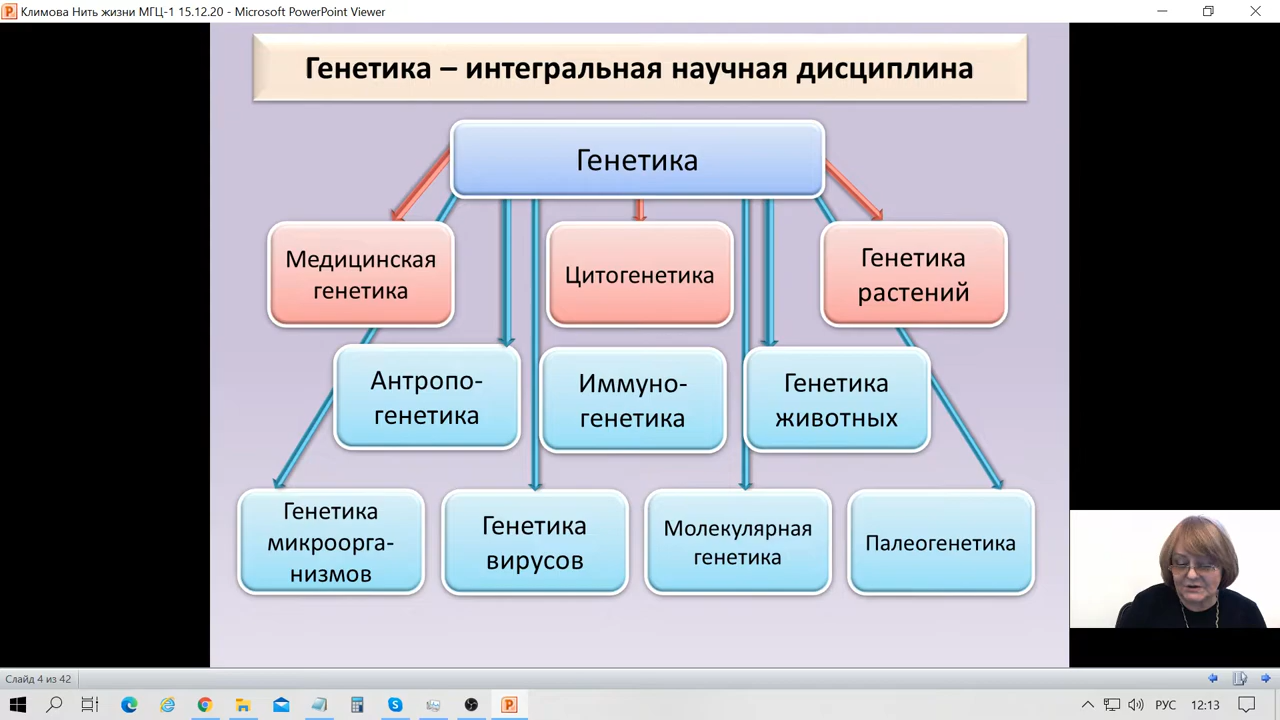 Климова Нить жизни МГЦ-1 15.12.20 - Microsoft PowerPoint Viewer
Генетика – интегральная научная дисциплина
Генетика
Медицинская
генетика
Цитогенетика
Генетика
растений
Антропо-
генетика
Иммуно-
генетика
Генетика
животных
Генетика
микроорга-
низмов
Генетика
вирусов
Молекулярная
генетика
Палеогенетика
Слайд 4 из 42
РУС
12:13